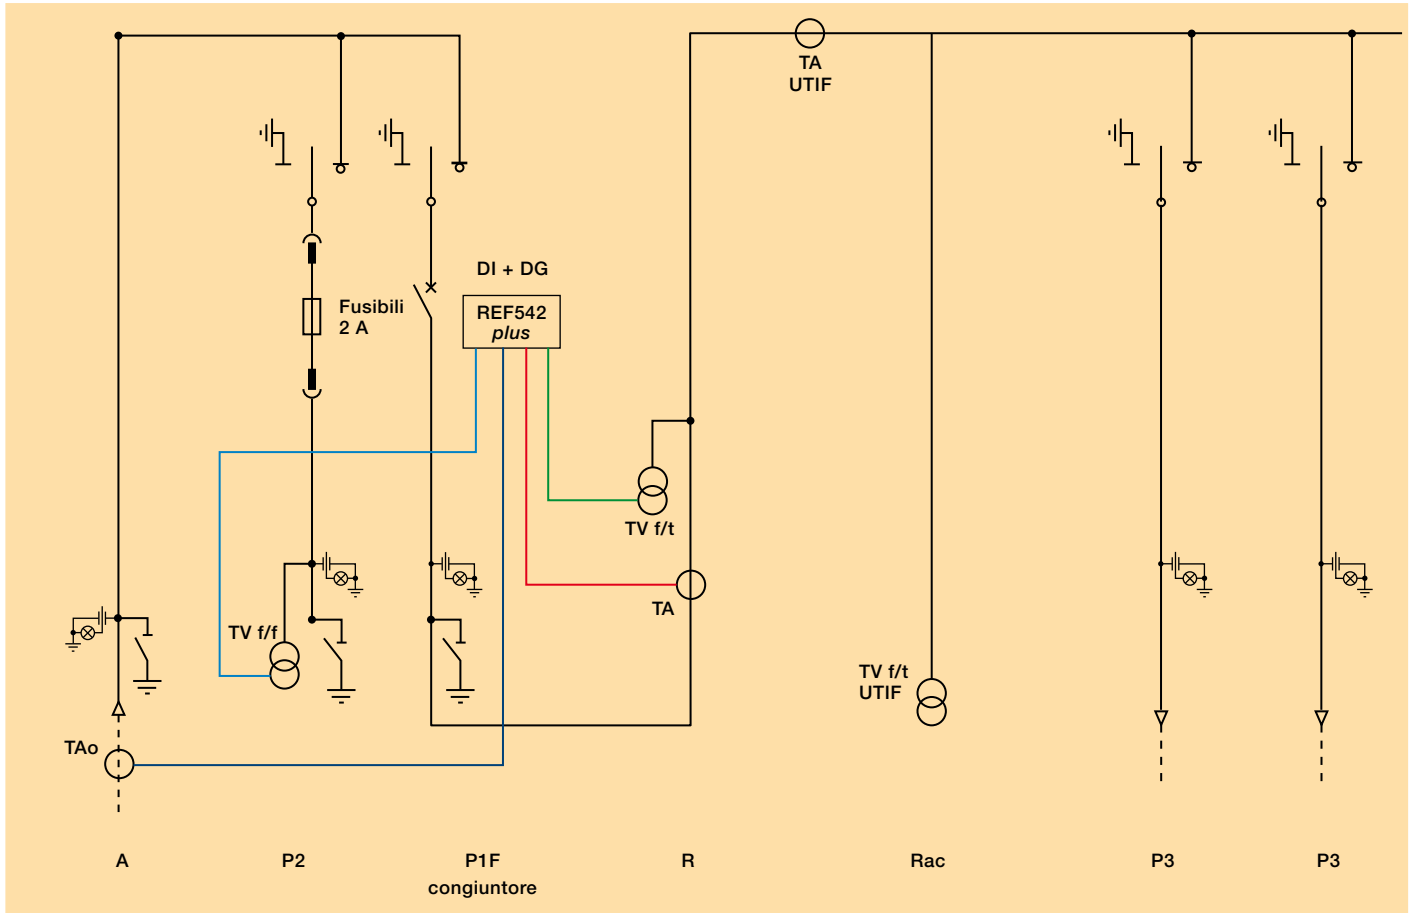 TA
UTIF
DI + DG
Fusibili
2 A
REF542
plus
TV f/t
TA
TV f/f
TV f/t
UTIF
TAo
A
P2
P1F
congiuntore
R
Rac
P3
P3